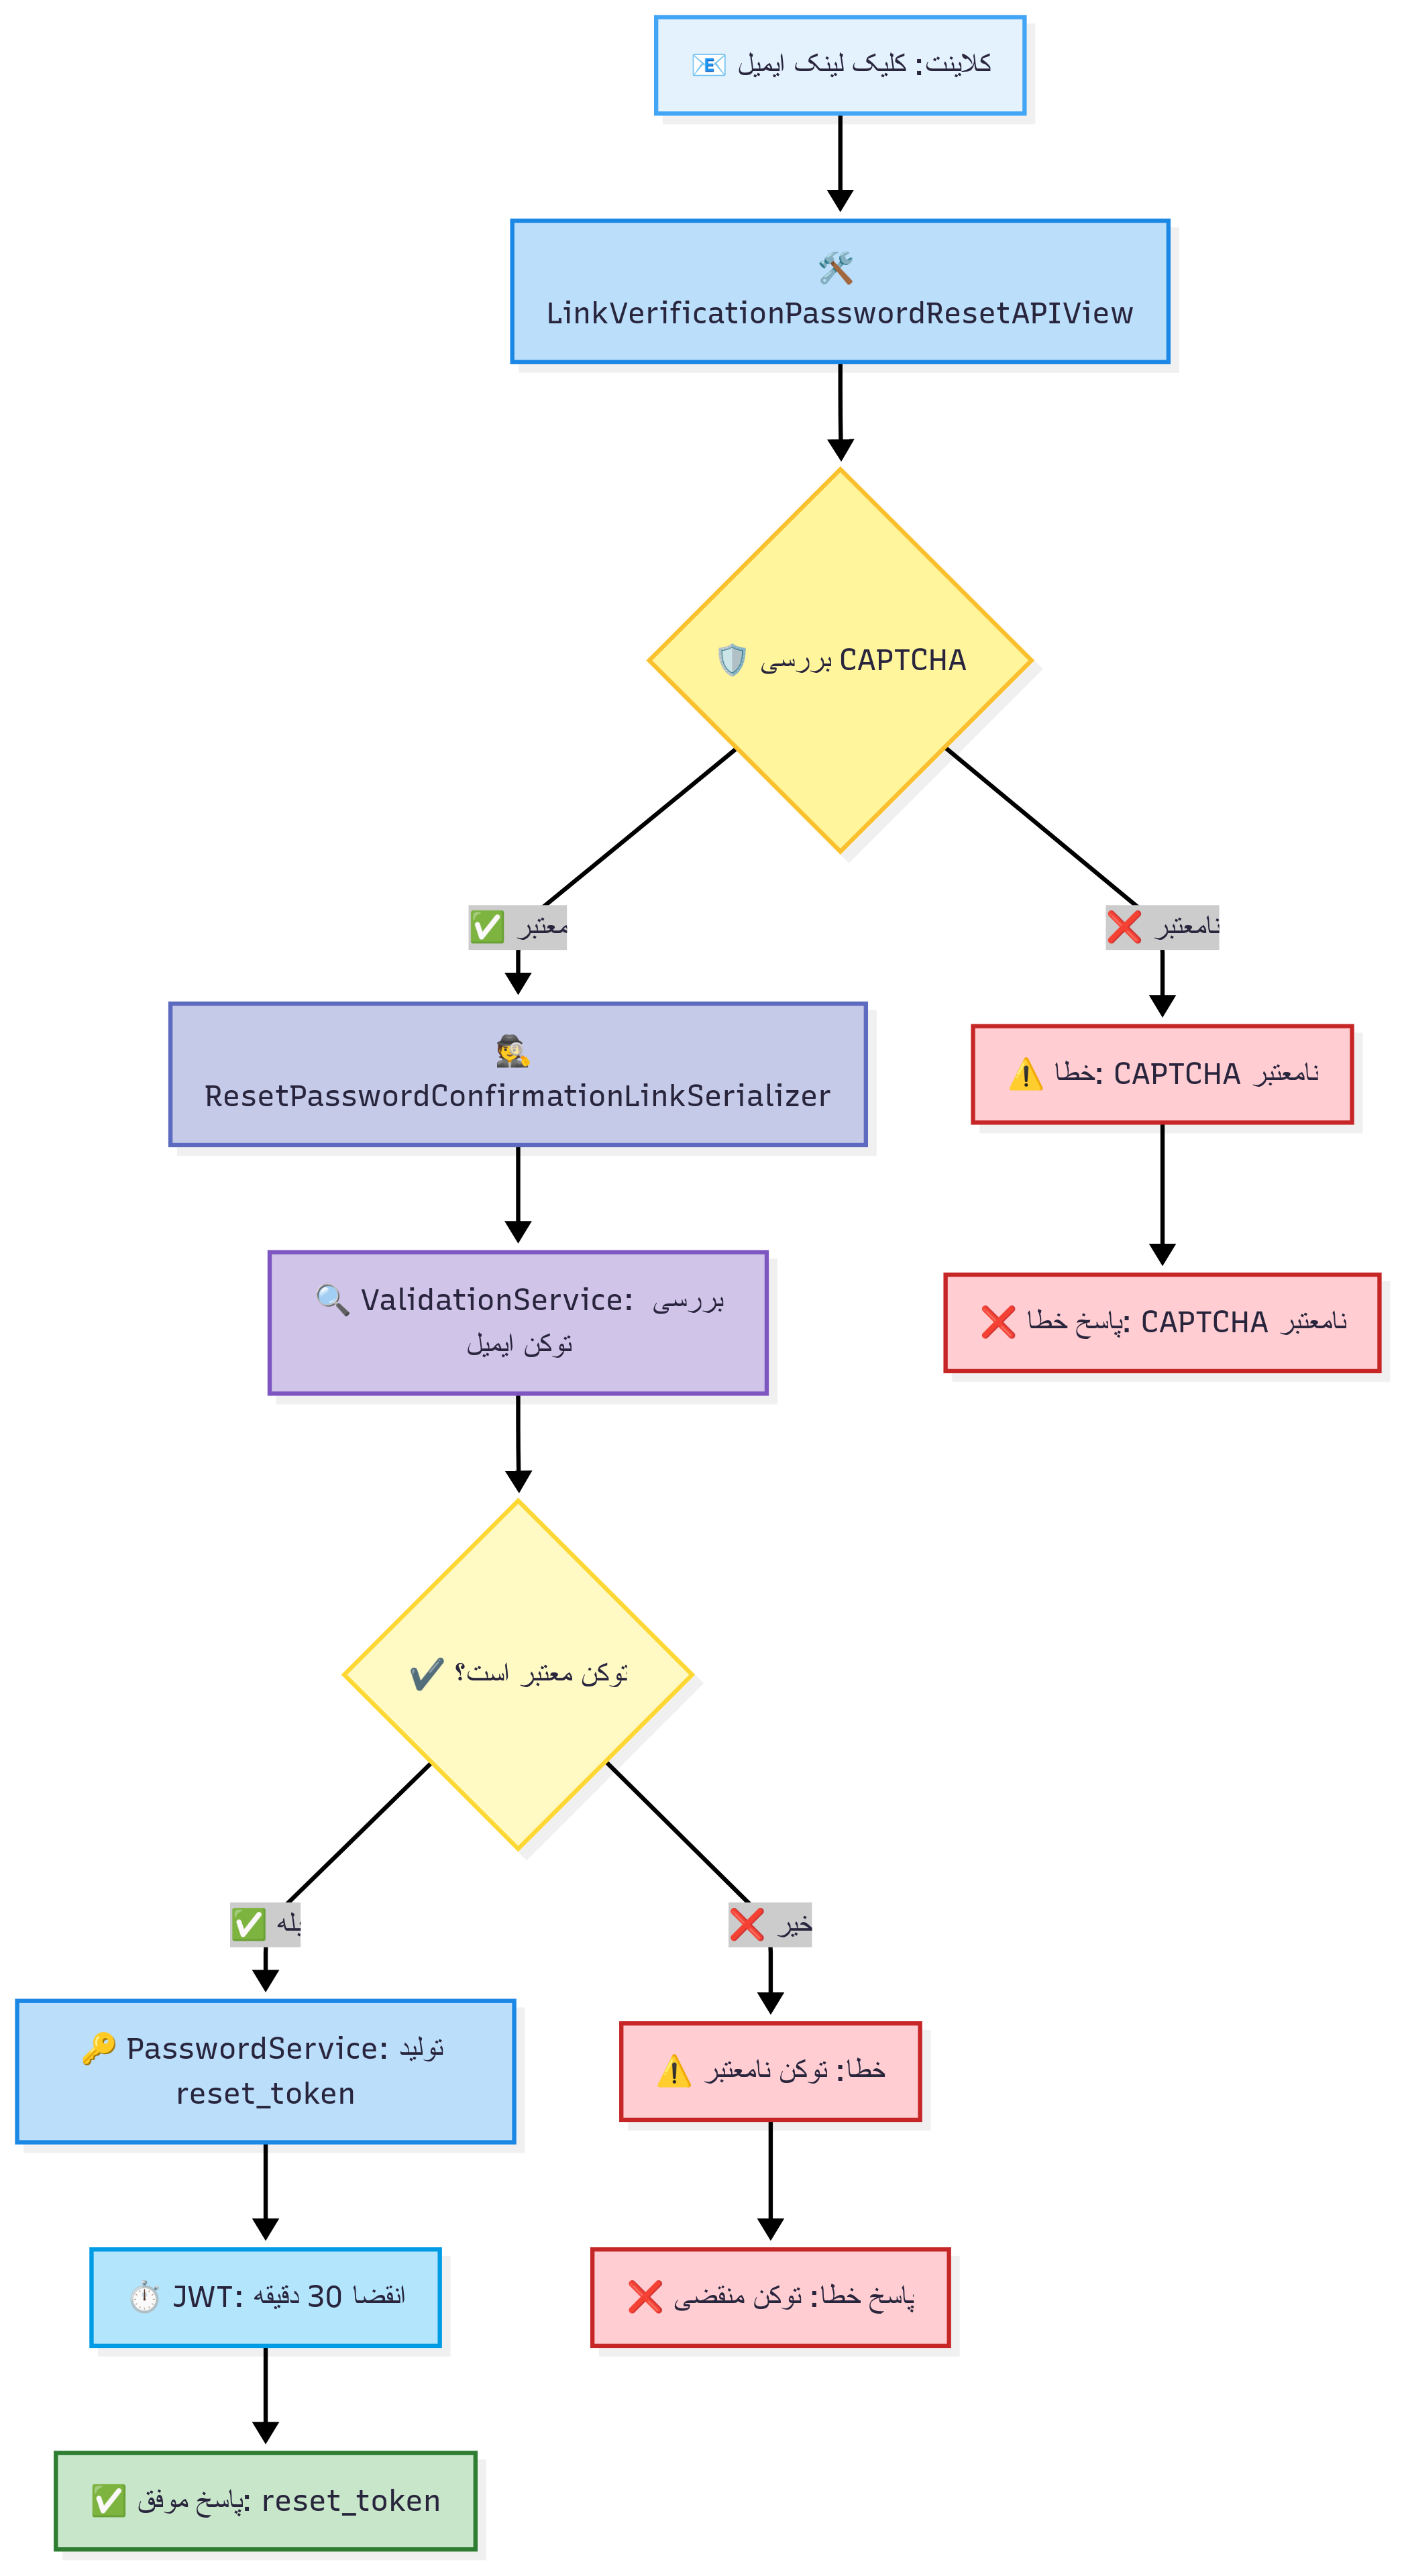 📧 کلاینت: کلیک لینک ایمیل
🛠️
LinkVerificationPasswordResetAPIView
🛡️ بررسی CAPTCHA
✅ معتبر
❌ نامعتبر
🕵️
ResetPasswordConfirmationLinkSerializer
⚠️ خطا: CAPTCHA نامعتبر
🔍 ValidationService: بررسی
توکن ایمیل
❌ پاسخ خطا: CAPTCHA نامعتبر
✔️ توکن معتبر است؟
✅ بله
❌ خیر
🔑 PasswordService: تولید
reset_token
⚠️ خطا: توکن نامعتبر
⏱️ JWT: انقضا 30 دقیقه
❌ پاسخ خطا: توکن منقضی
✅ پاسخ موفق: reset_token